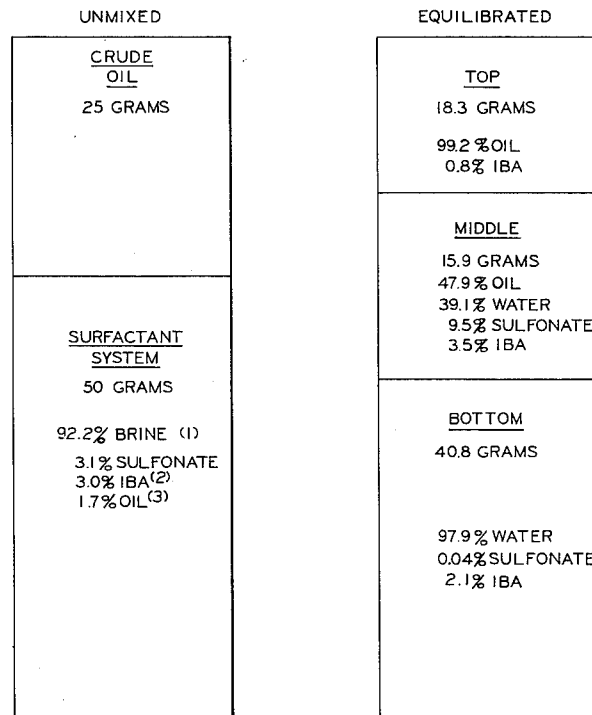 UNMIXED
CRUDE
OIL
25 GRAMS
SURFACTANT
SYSTEM
50 GRAMS
92.2% BRINE (1)
3.1% SULFONATE
3.0% IBA(2)
1.7% OIL(3)
EQUILIBRATED
TOP
18.3 GRAMS
99.2% OIL
0.8% IBA
MIDDLE
15.9 GRAMS
47.9% OIL
39.1% WATER
9.5% SULFONATE
3.5% IBA
BOTTOM
40.8 GRAMS
97.9% WATER
0.04% SULFONATE
2.1% IBA